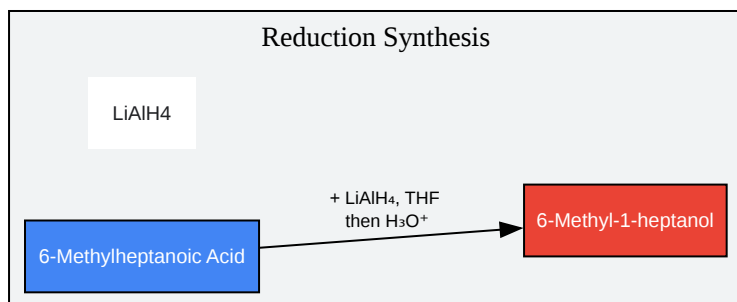 Reduction Synthesis
LiAlH4
+ LiAlH₄, THF
then H₃O⁺
6-Methyl-1-heptanol
6-Methylheptanoic Acid